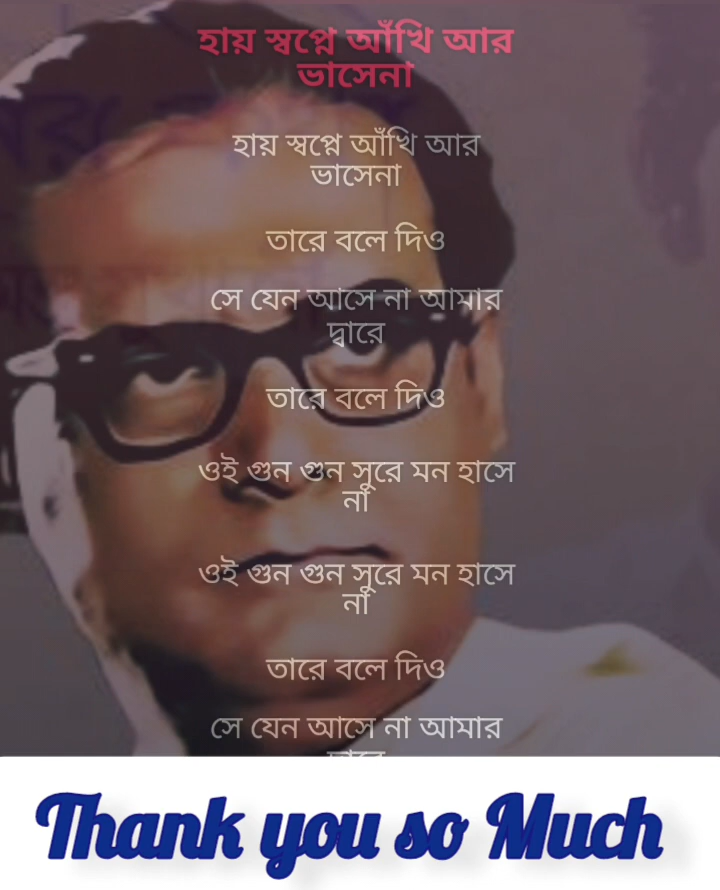 হায় স্বপ্নে আঁখি আর
ভাসেনা
হায় স্বপ্নে আঁখি আর
ভাসেনা
তারে বলে দিও
সে যেন আসে না আমার
দ্বারে
তারে বলে দিও
ওই গুন গুন সুরে মন হাসে
না
ওই গুন গুন সুরে মন হাসে
না
তারে বলে দিও
সে যেন আসে না আমার
Thank you so Much